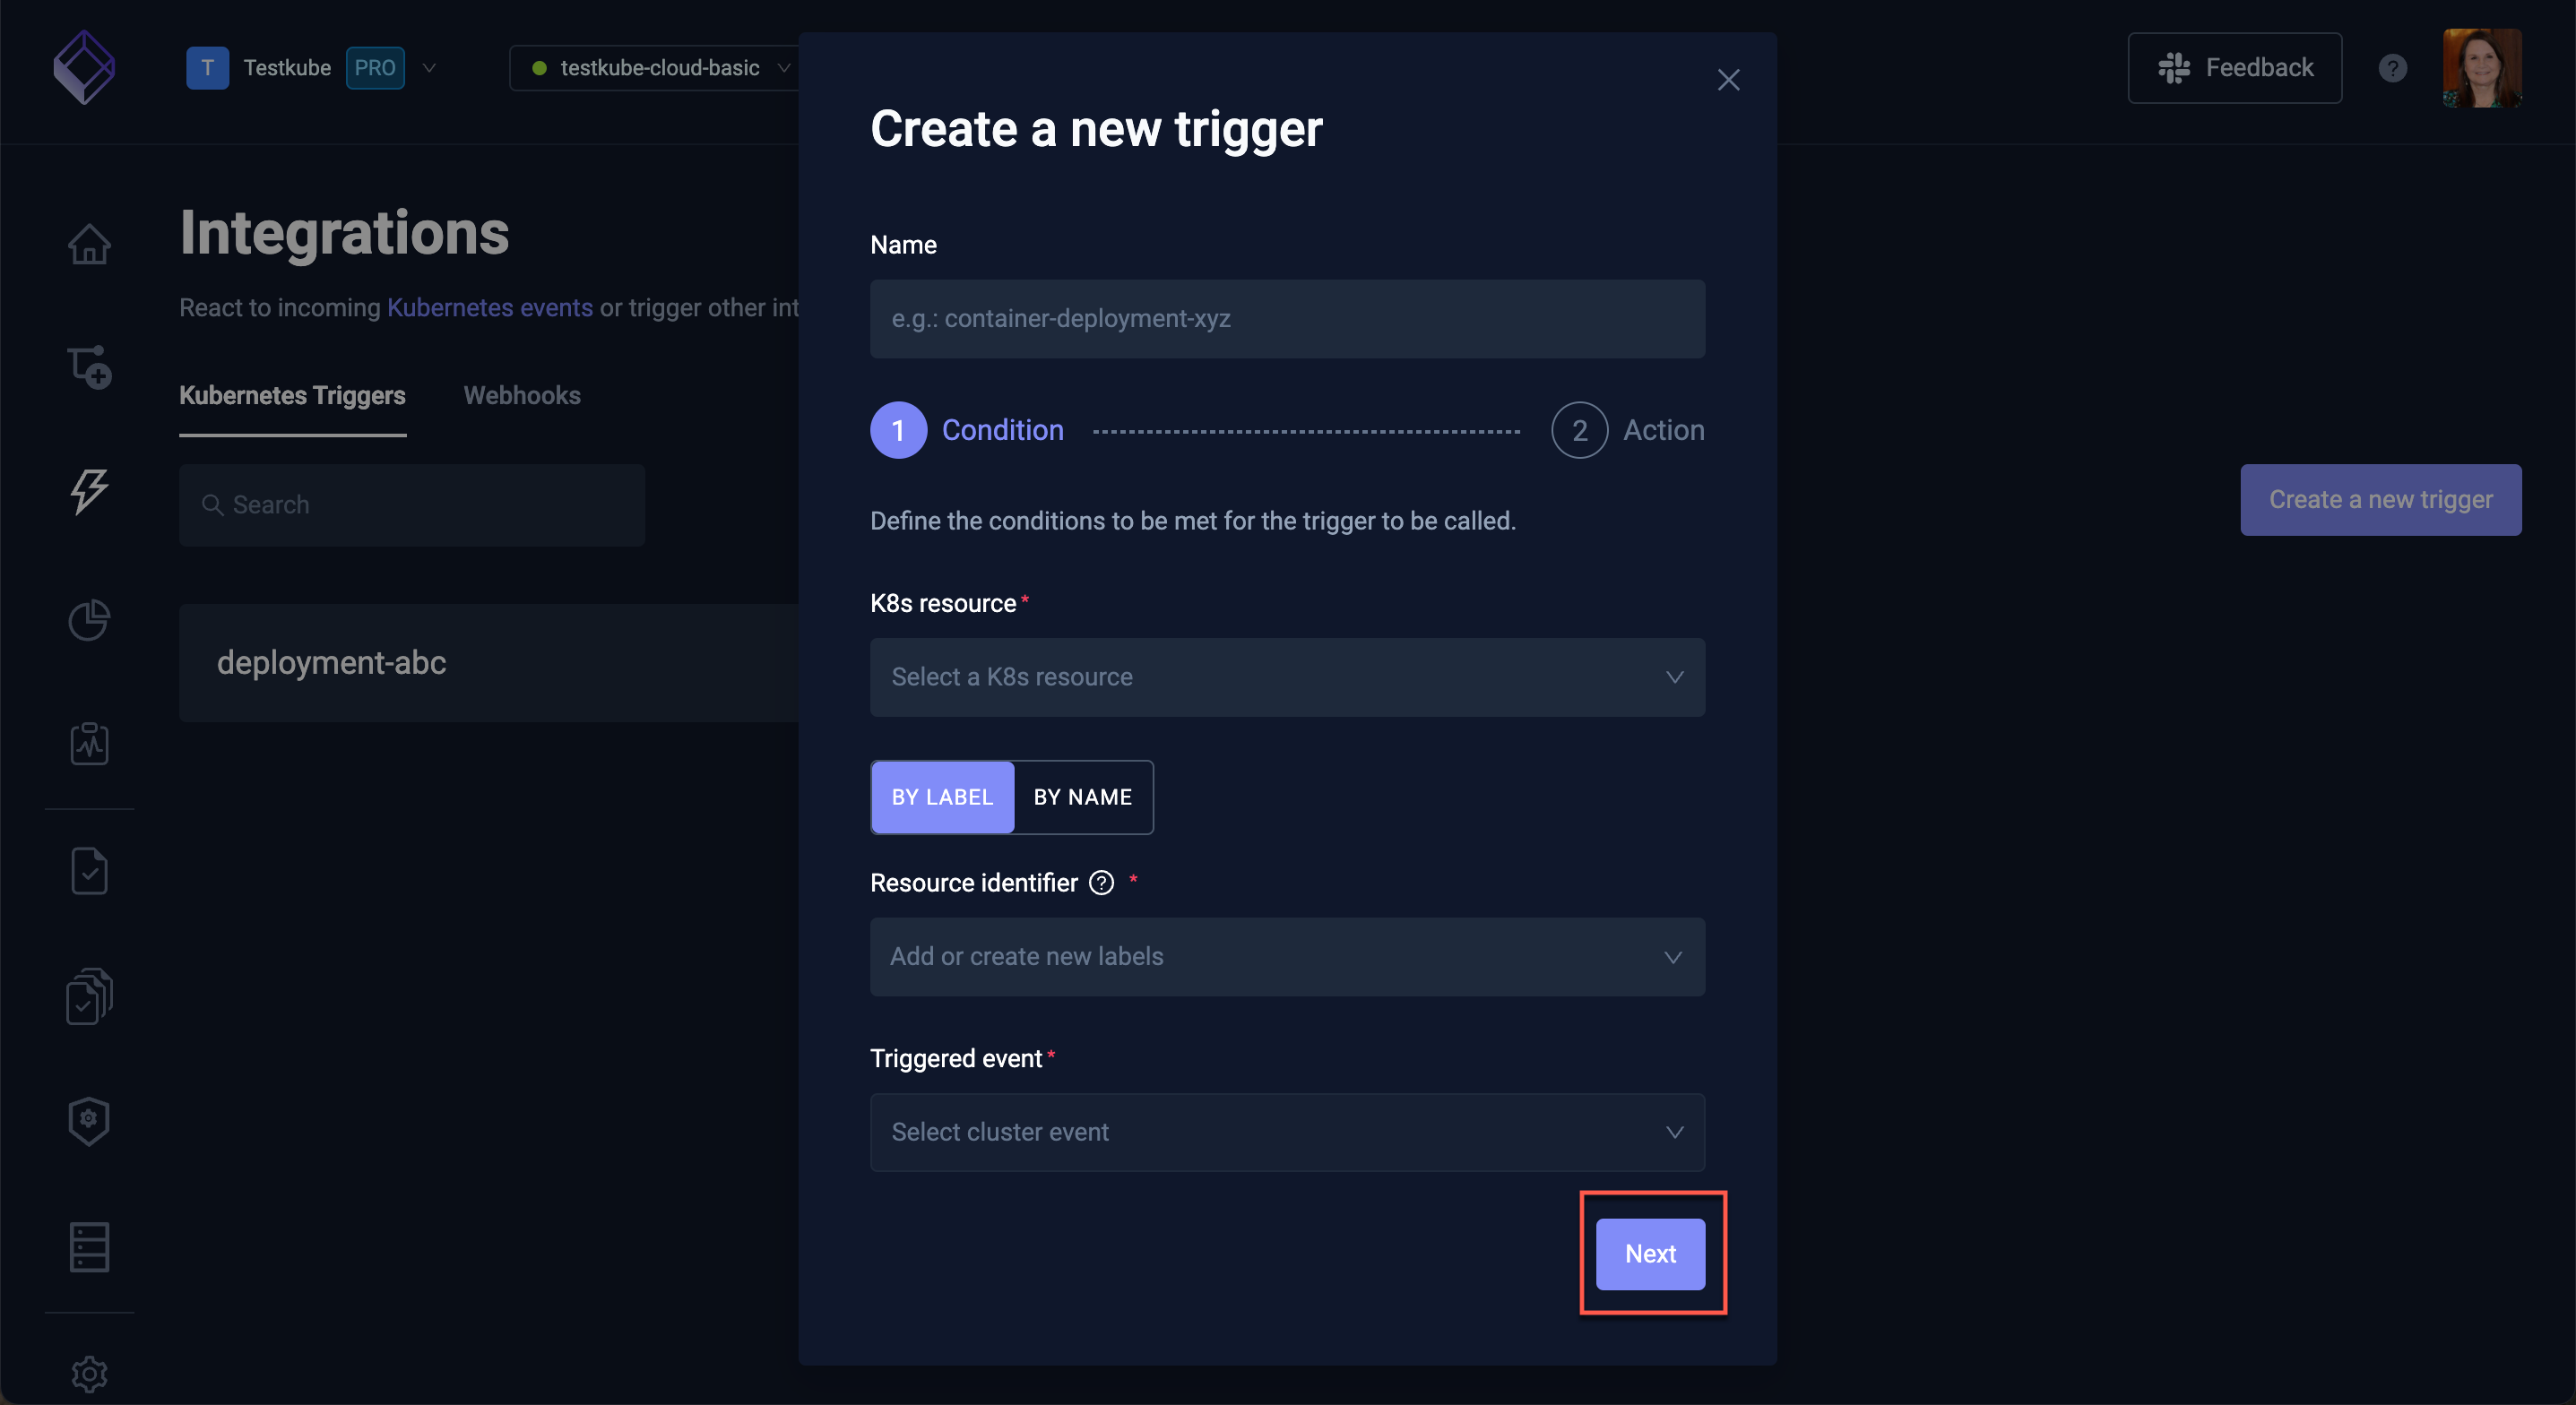 T Testkube PRO
testkube-cloud-basic
Feedback
?
Integrations
React to incoming Kubernetes events or trigger other int
Kubernetes Triggers Webhooks
Search
deployment-abc
Create a new trigger
Create a new trigger
Name
e.g.: container-deployment-xyz
1 Condition 2 Action
Define the conditions to be met for the trigger to be called.
K8s resource *
Select a K8s resource
BY LABEL BY NAME
Resource identifier ? *
Add or create new labels
Triggered event *
Select cluster event
Next